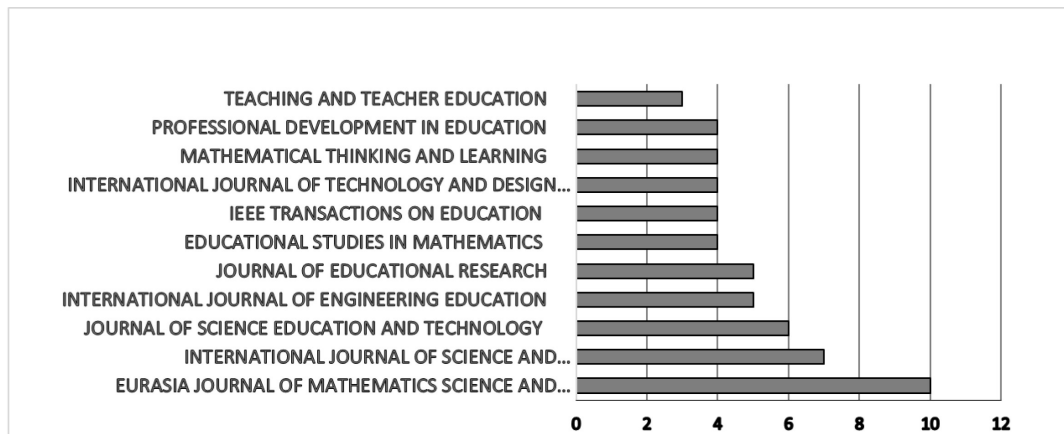 TEACHING AND TEACHER EDUCATION
PROFESSIONAL DEVELOPMENT IN EDUCATION
MATHEMATICAL THINKING AND LEARNING
INTERNATIONAL JOURNAL OF TECHNOLOGY AND DESIGN...
IEEE TRANSACTIONS ON EDUCATION
EDUCATIONAL STUDIES IN MATHEMATICS
JOURNAL OF EDUCATIONAL RESEARCH
INTERNATIONAL JOURNAL OF ENGINEERING EDUCATION
JOURNAL OF SCIENCE EDUCATION AND TECHNOLOGY
INTERNATIONAL JOURNAL OF SCIENCE AND...
EURASIA JOURNAL OF MATHEMATICS SCIENCE AND...
0 2 4 6 8 10 12